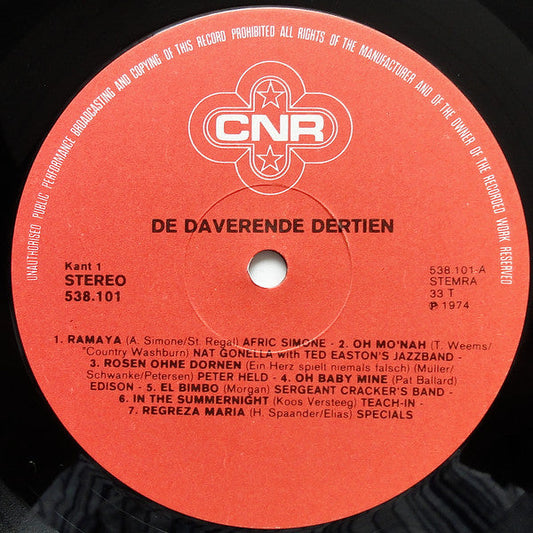 UNAUTHORISED PUBLIC PERFORMANCE BROADCASTING AND COPYING OF THIS RECORD PROHIBITED ALL RIGHTS OF THE MANUFACTURER AND OF THE OWNER OF THE RECORDED WORK RESERVED
CNR
DE DAVERENDE DERTIEN
Kant 1
STEREO
538.101
538.101-A
STEMRA
33 T
℗ 1974
1. RAMAYA (A. Simone/St. Regal) AFRIC SIMONE - 2. OH MO'NAH (T. Weems/
"Country Washburn) NAT GONELLA with TED EASTON'S JAZZBAND -
3. ROSEN OHNE DORNEN (Ein Herz spielt niemals falsch) (Müller/
Schwanke/Petersen) PETER HELD - 4. OH BABY MINE (Pat Ballard)
EDISON - 5. EL BIMBO (Morgan) SERGEANT CRACKER'S BAND -
6. IN THE SUMMERNIGHT (Koos Versteeg) TEACH-IN -
7. REGREZA MARIA (H. Spaander/Elias) SPECIALS